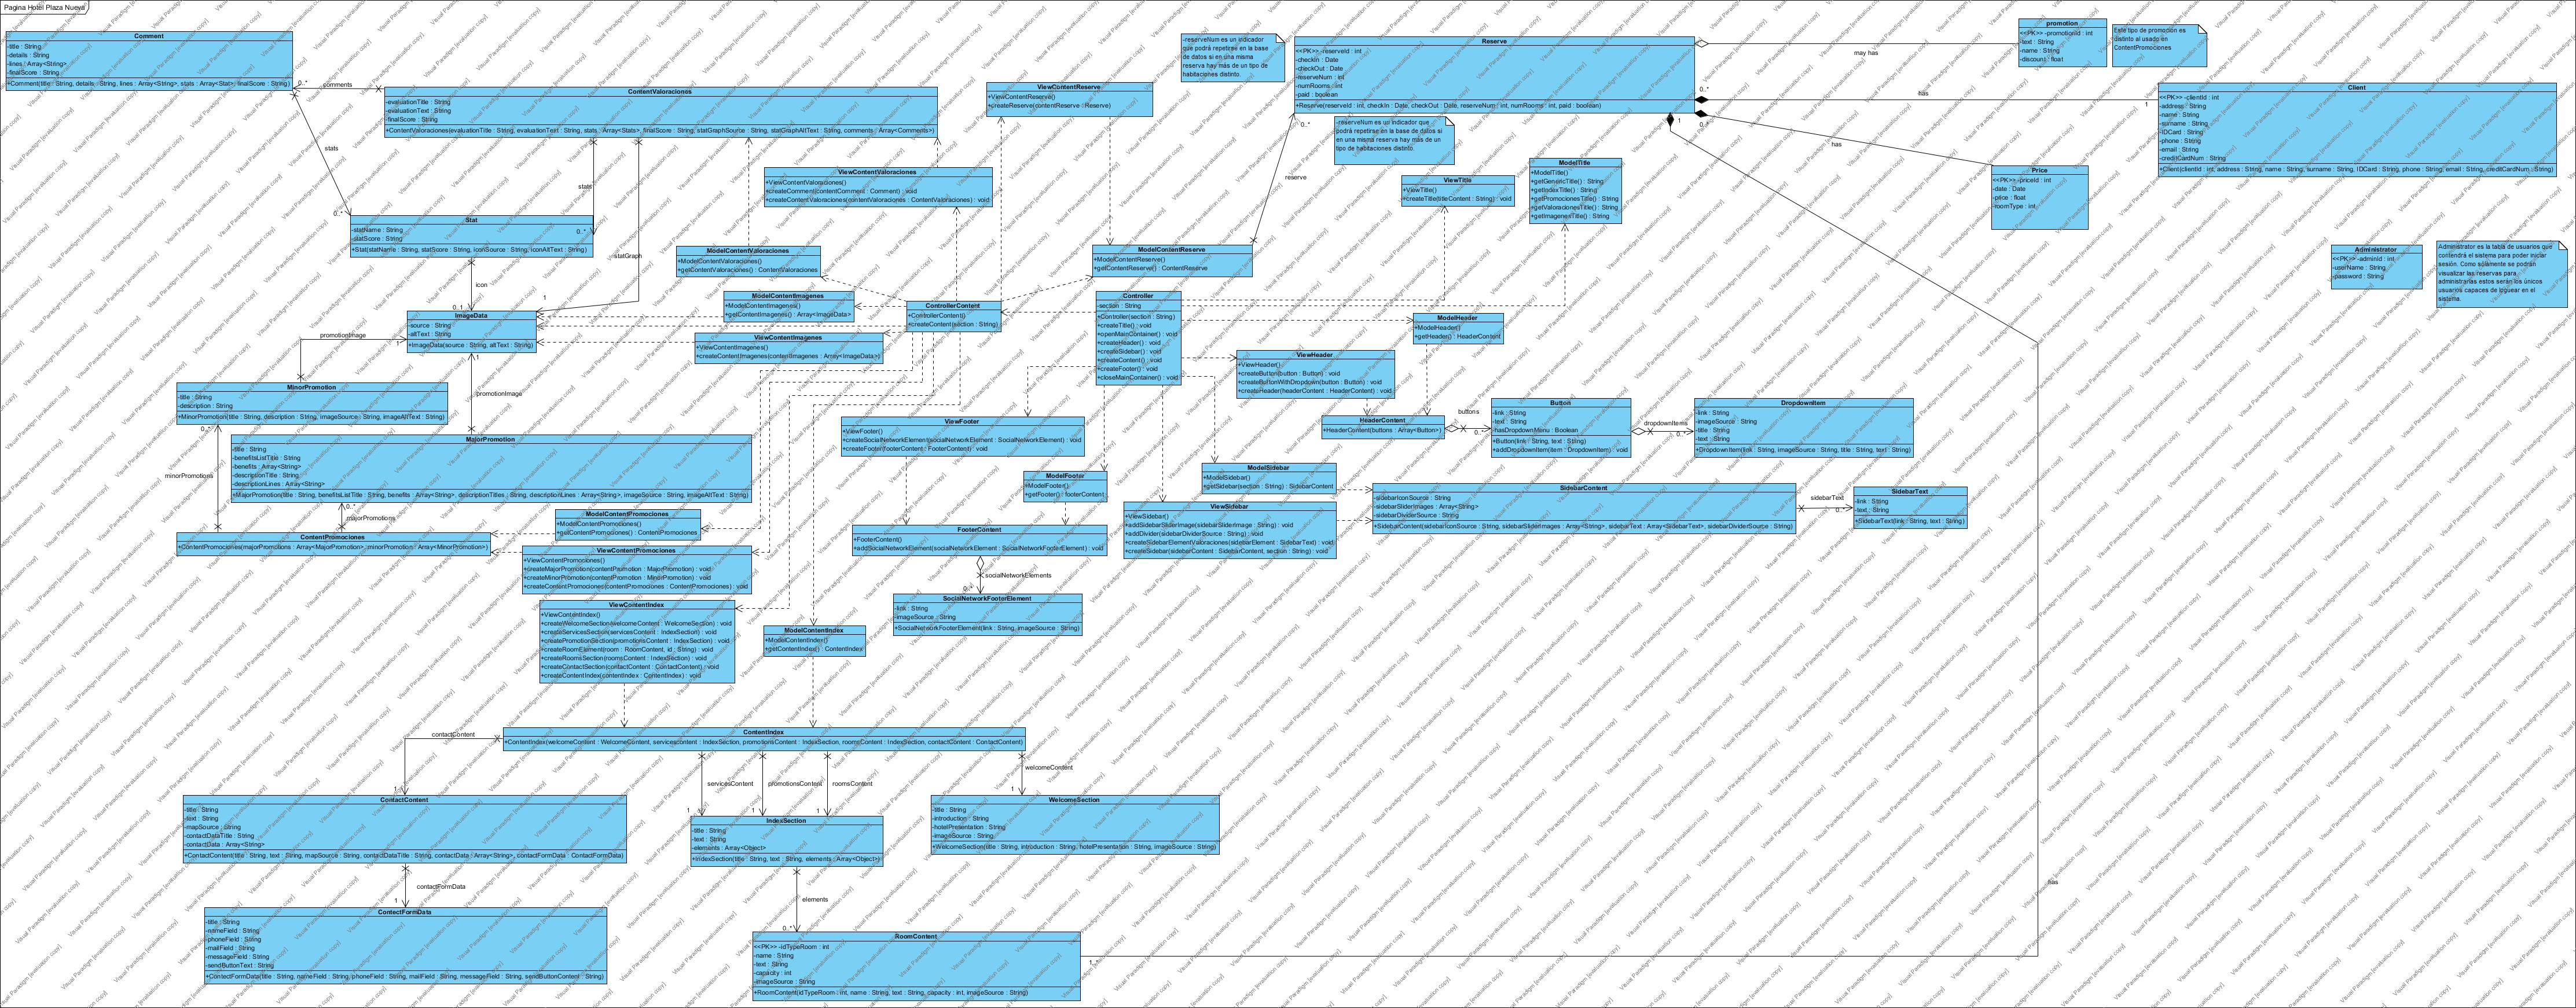 Pagina Hotel Plaza Nueva
Comment
-title : String
-details : String
-lines : Array<String>
-finalScore : String
+Comment(title : String, details : String, lines : Array<String>, stats : Array<Stat>, finalScore : String)
0..*
comments
stats
0..*
ContentValoraciones
-evaluationTitle : String
-evaluationText : String
-finalScore : String
+ContentValoraciones(evaluationTitle : String, evaluationText : String, stats : Array<Stats>, finalScore : String, statGraphSource : String, statGraphAltText : String, comments : Array<Comments>)
stats
0..*
statGraph
1
ViewContentReserve
+ViewContentReserve()
+createReserve(contentReserve : Reserve)
-reserveNum es un indicador
que podrá repetirse en la base
de datos si en una misma
reserva hay más de un tipo de
habitaciones distinto.
Reserve
<<PK>> -reserveId : int
-checkIn : Date
-checkOut : Date
-reserveNum : int
-numRooms : int
-paid : boolean
+Reserve(reserveId : int, checkIn : Date, checkOut : Date, reserveNum : int, numRooms : int, paid : boolean)
0..*
reserve
-reserveNum es un indicador que
podrá repetirse en la base de datos si
en una misma reserva hay más de un
tipo de habitaciones distinto.
may has
0..*
has
1
1
0..*
has
promotion
<<PK>> -promotionId : int
-text : String
-name : String
-discount : float
Este tipo de promoción es
distinto al usado en
ContentPromociones
Client
<<PK>> -clientId : int
-address : String
-name : String
-surname : String
-IDCard : String
-phone : String
-email : String
-creditCardNum : String
+Client(clientId : int, address : String, name : String, surname : String, IDCard : String, phone : String, email : String, creditCardNum : String)
Price
<<PK>> -priceId : int
-date : Date
-price : float
-roomType : int
Administrator
<<PK>> -adminId : int
-userName : String
-password : String
Administrator es la tabla de usuarios que
contendrá el sistema para poder iniciar
sesión. Como sólamente se podrán
visualizar las reservas para
administrarlas estos serán los únicos
usuarios capaces de loguear en el
sistema.
ViewContentValoraciones
+ViewContentValoraciones()
+createComment(contentComment : Comment) : void
+createContentValoraciones(contentValoraciones : ContentValoraciones) : void
ViewTitle
+ViewTitle()
+createTitle(titleContent : String) : void
ModelTitle
+ModelTitle()
+getGenericTitle() : String
+getIndexTitle() : String
+getPromocionesTitle() : String
+getValoracionesTitle() : String
+getImagenesTitle() : String
Stat
-statName : String
-statScore : String
+Stat(statName : String, statScore : String, iconSource : String, iconAltText : String)
icon
0..1
ModelContentValoraciones
+ModelContentValoraciones()
+getContentValoraciones() : ContentValoraciones
ModelContentReserve
+ModelContentReserve()
+getContentReserve() : ContentReserve
ModelContentImagenes
+ModelContentImagenes()
+getContentImagenes() : Array<ImageData>
ControllerContent
+ControllerContent()
+createContent(section : String)
Controller
-section : String
+Controller(section : String)
+createTitle() : void
+openMainContainer() : void
+createHeader() : void
+createSidebar() : void
+createContent() : void
+createFooter() : void
+closeMainContainer() : void
ImageData
-source : String
-altText : String
+ImageData(source : String, altText : String)
promotionImage
1
1
promotionImage
ViewContentImagenes
+ViewContentImagenes()
+createContentImagenes(contentImagenes : Array<ImageData>)
ModelHeader
+ModelHeader()
+getHeader() : HeaderContent
ViewHeader
+ViewHeader()
+createButton(button : Button) : void
+createButtonWithDropdown(button : Button) : void
+createHeader(headerContent : HeaderContent) : void
MinorPromotion
-title : String
-description : String
+MinorPromotion(title : String, description : String, imageSource : String, imageAltText : String)
0..*
minorPromotions
MajorPromotion
-title : String
-benefitsListTitle : String
-benefits : Array<String>
-descriptionTitle : String
-descriptionLines : Array<String>
+MajorPromotion(title : String, benefitsListTitle : String, benefits : Array<String>, descriptionTitles : String, descriptionLines : Array<String>, imageSource : String, imageAltText : String)
0..*
majorPromotions
HeaderContent
+HeaderContent(buttons : Array<Button>)
buttons
0..*
Button
-link : String
-text : String
-hasDropdownMenu : Boolean
+Button(link : String, text : String)
+addDropdownItem(item : DropdownItem) : void
dropdownItems
0..*
DropdownItem
-link : String
-imageSource : String
-title : String
-text : String
+DropdownItem(link : String, imageSource : String, title : String, text : String)
ViewFooter
+ViewFooter()
+createSocialNetworkElement(socialNetworkElement : SocialNetworkElement) : void
+createFooter(footerContent : FooterContent) : void
ModelFooter
+ModelFooter()
+getFooter() : footerContent
ModelSidebar
+ModelSidebar()
+getSidebar(section : String) : SidebarContent
SidebarContent
-sidebarIconSource : String
-sidebarSliderImages : Array<String>
-sidebarDividerSource : String
+SidebarContent(sidebarIconSource : String, sidebarSliderImages : Array<String>, sidebarText : Array<SidebarText>, sidebarDividerSource : String)
sidebarText
0..*
SidebarText
-link : String
-text : String
+SidebarText(link : String, text : String)
ViewSidebar
+ViewSidebar()
+addSidebarSliderImage(sidebarSliderImage : String) : void
+addDivider(sidebarDividerSource : String) : void
+createSidebarElementValoraciones(sidebarElement : SidebarText) : void
+createSidebar(sidebarContent : SidebarContent, section : String) : void
ContentPromociones
+ContentPromociones(majorPromotions : Array<MajorPromotion>, minorPromotion : Array<MinorPromotion>)
ModelContentPromociones
+ModelContentPromociones()
+getContentPromociones() : ContentPromociones
ViewContentPromociones
+ViewContentPromociones()
+createMajorPromotion(contentPromotion : MajorPromotion) : void
+createMinorPromotion(contentPromotion : MinorPromotion) : void
+createContentPromociones(contentPromociones : ContentPromociones) : void
FooterContent
+FooterContent()
+addSocialNetworkElement(socialNetworkElement : SocialNetworkFooterElement) : void
socialNetworkElements
SocialNetworkFooterElement
-link : String
-imageSource : String
+SocialNetworkFooterElement(link : String, imageSource : String)
ViewContentIndex
+ViewContentIndex()
+createWelcomeSection(welcomeContent : WelcomeSection) : void
+createServicesSection(servicesContent : IndexSection) : void
+createPromotionSection(promotionsContent : IndexSection) : void
+createRoomElement(room : RoomContent, id : String) : void
+createRoomsSection(roomsContent : IndexSection) : void
+createContactSection(contactContent : ContactContent) : void
+createContentIndex(contentIndex : ContentIndex) : void
ModelContentIndex
+ModelContentIndex()
+getContentIndex() : ContentIndex
ContentIndex
+ContentIndex(welcomeContent : WelcomeContent, servicescontent : IndexSection, promotionsContent : IndexSection, roomsContent : IndexSection, contactContent : ContactContent)
contactContent
1
servicesContent
1
promotionsContent
1
roomsContent
1
welcomeContent
1
ContactContent
-title : String
-text : String
-mapSource : String
-contactDataTitle : String
-contactData : Array<String>
+ContactContent(title : String, text : String, mapSource : String, contactDataTitle : String, contactData : Array<String>, contactFormData : ContactFormData)
contactFormData
1
IndexSection
-title : String
-text : String
-elements : Array<Object>
+IndexSection(title : String, text : String, elements : Array<Object>)
elements
0..*
WelcomeSection
-title : String
-introduction : String
-hotelPresentation : String
-imageSource : String
+WelcomeSection(title : String, introduction : String, hotelPresentation : String, imageSource : String)
ContectFormData
-title : String
-nameField : String
-phoneField : String
-mailField : String
-messageField : String
-sendButtonText : String
+ContectFormData(title : String, nameField : String, phoneField : String, mailField : String, messageField : String, sendButtonContent : String)
RoomContent
<<PK>> -idTypeRoom : int
-name : String
-text : String
-capacity : int
-imageSource : String
+RoomContent(idTypeRoom : int, name : String, text : String, capacity : int, imageSource : String)
1..*
has
Visual Paradigm [evaluation copy]